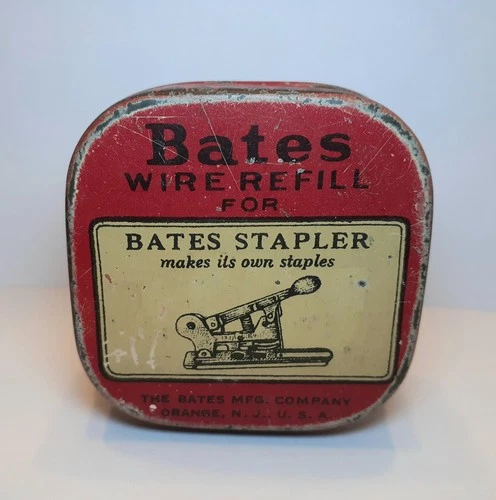 Bates
WIRE REFILL
FOR
BATES STAPLER
makes its own staples
THE BATES MFG. COMPANY
ORANGE, N. J., U. S. A.